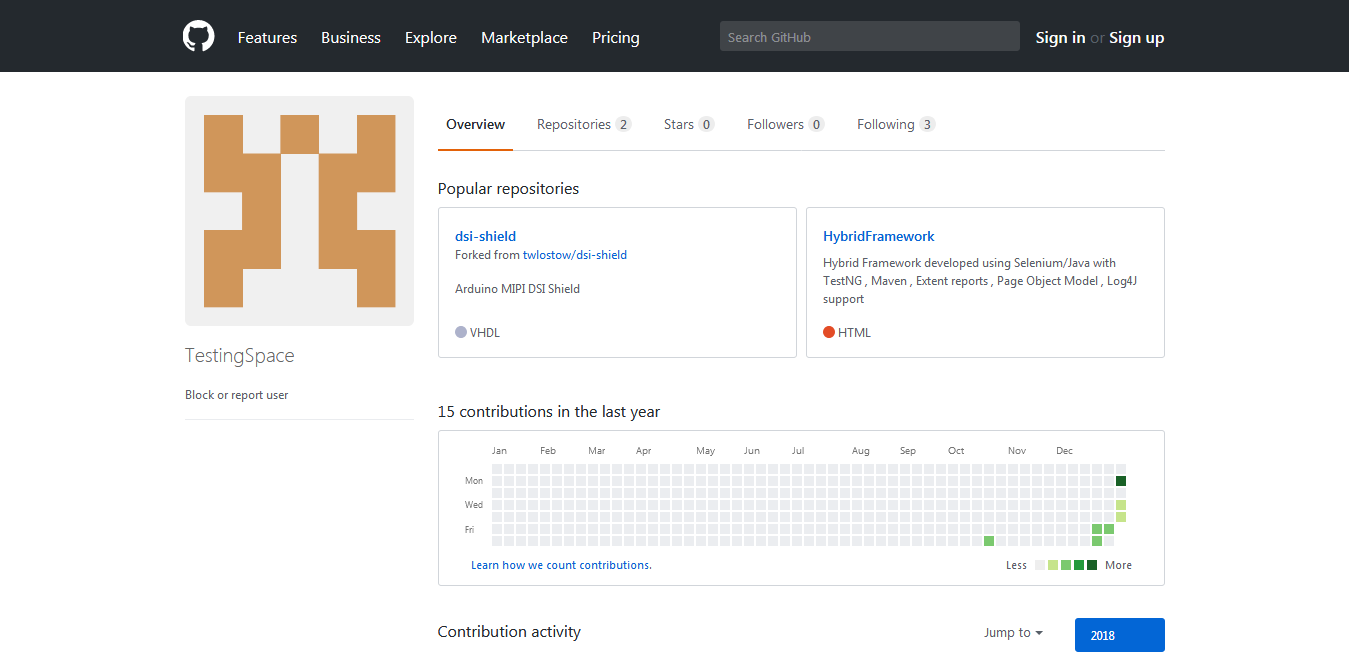 Features Business Explore Marketplace Pricing Search GitHub Sign in or Sign up
Overview Repositories 2 Stars 0 Followers 0 Following 3
Popular repositories
dsi-shield
Forked from twlostow/dsi-shield
Arduino MIPI DSI Shield
VHDL
HybridFramework
Hybrid Framework developed using Selenium/Java with
TestNG , Maven , Extent reports , Page Object Model , Log4J
support
HTML
TestingSpace
Block or report user
15 contributions in the last year
Jan Feb Mar Apr May Jun Jul Aug Sep Oct Nov Dec
Mon
Wed
Fri
Learn how we count contributions.
Less More
Contribution activity
Jump to
2018